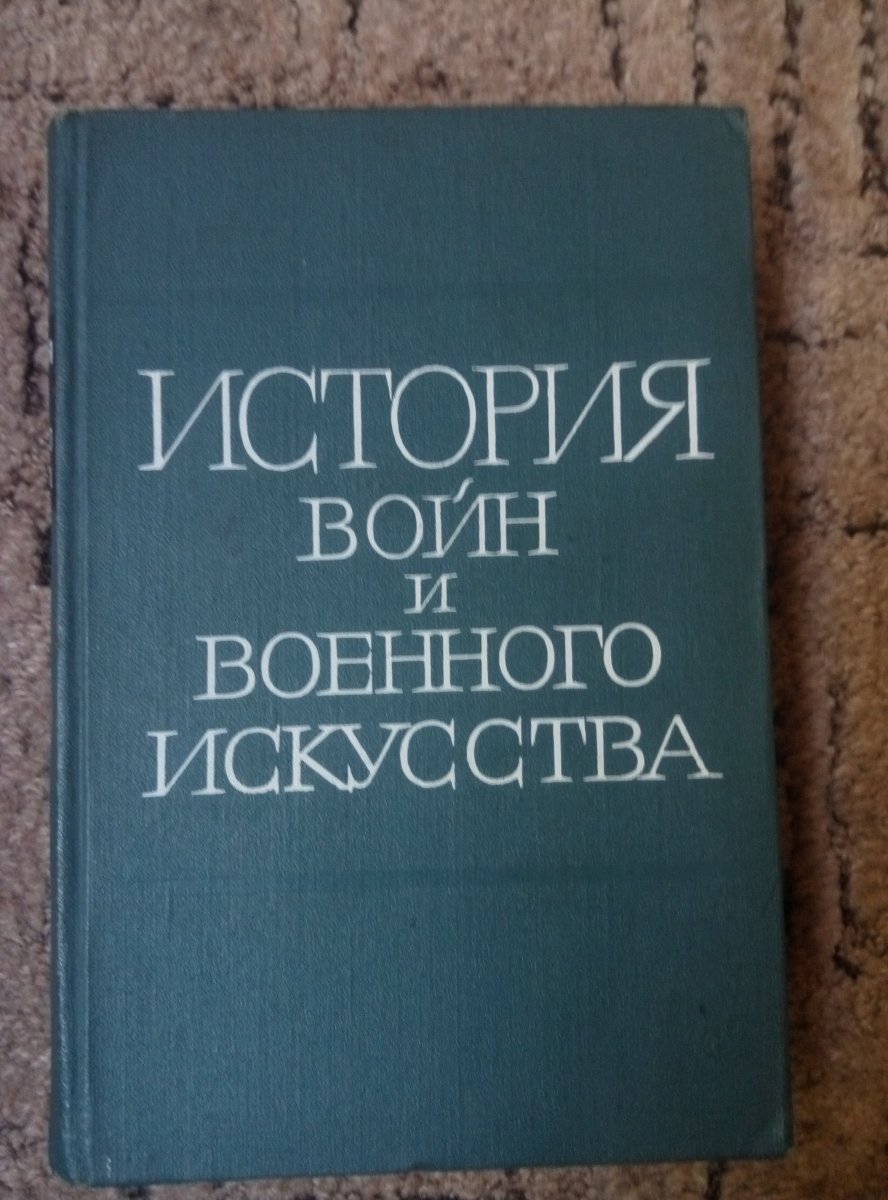 ИСТОРИЯ
ВОЙН
И
ВОЕННОГО
ИСКУССТВА